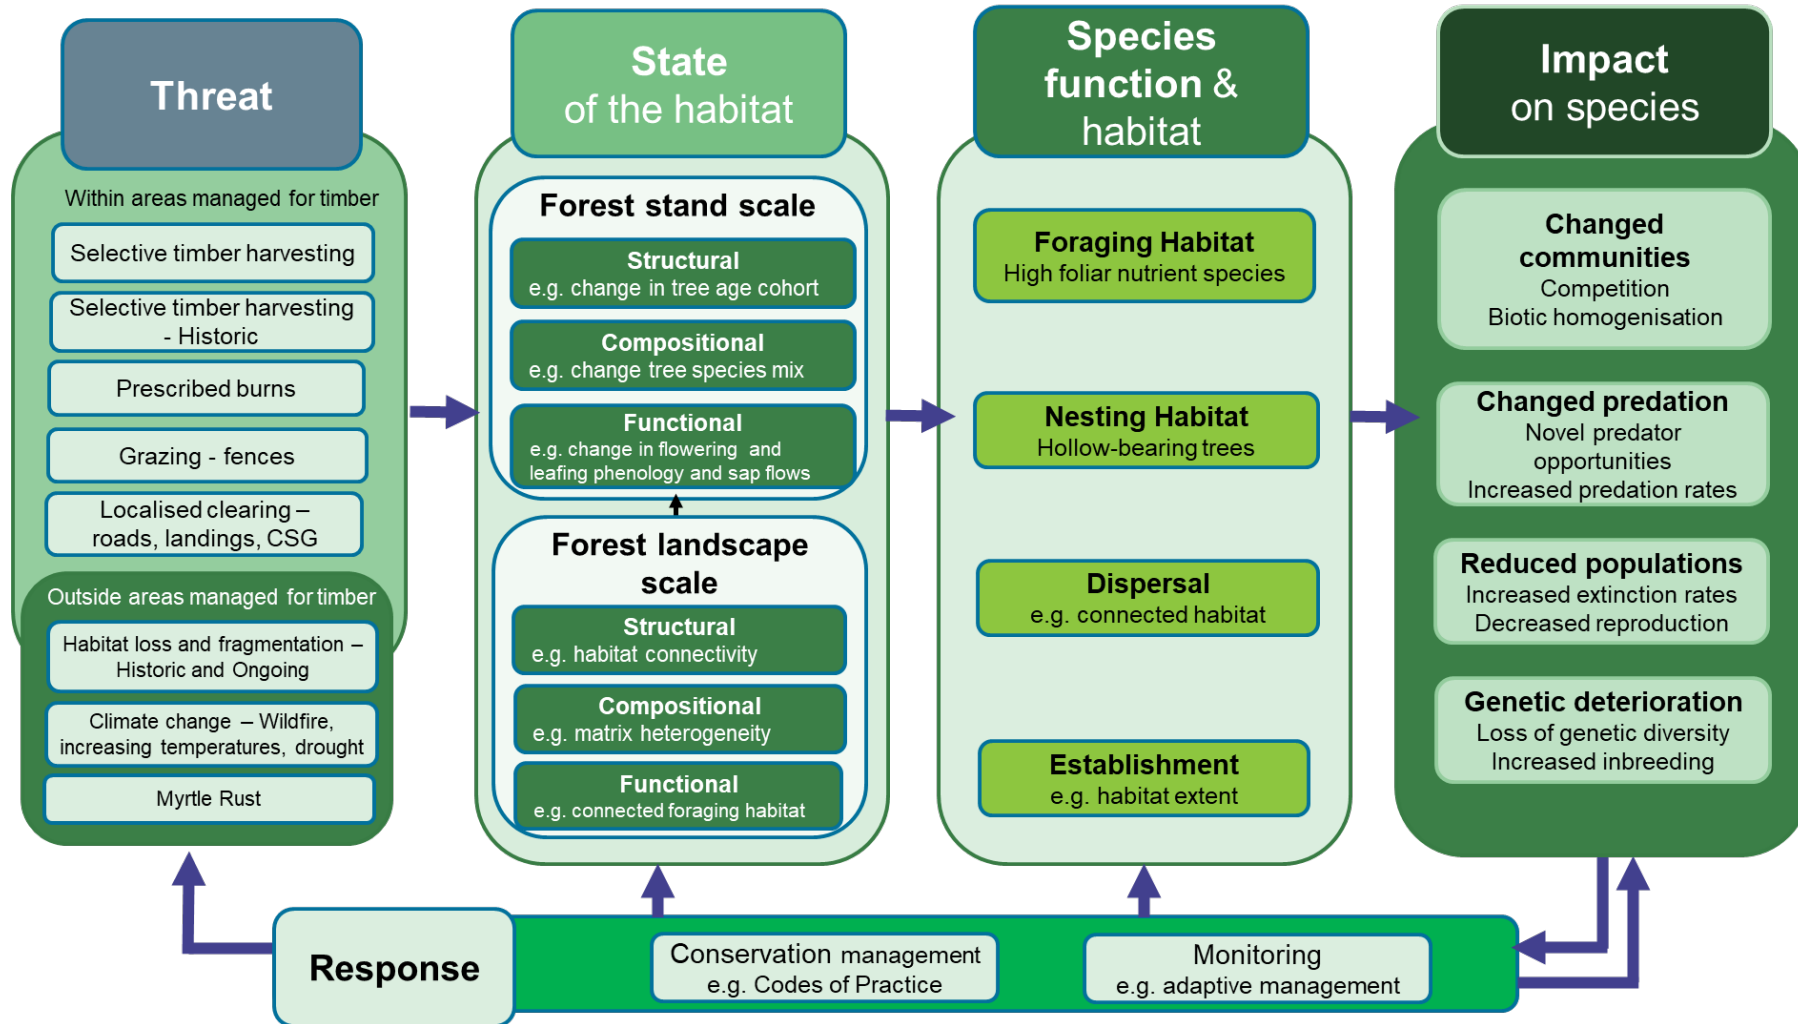 Threat
Within areas managed for timber
Selective timber harvesting
Selective timber harvesting
- Historic
Prescribed burns
Grazing - fences
Localised clearing –
roads, landings, CSG
Outside areas managed for timber
Habitat loss and fragmentation –
Historic and Ongoing
Climate change – Wildfire,
increasing temperatures, drought
Myrtle Rust
State
of the habitat
Forest stand scale
Structural
e.g. change in tree age cohort
Compositional
e.g. change tree species mix
Functional
e.g. change in flowering and
leafing phenology and sap flows
Forest landscape
scale
Structural
e.g. habitat connectivity
Compositional
e.g. matrix heterogeneity
Functional
e.g. connected foraging habitat
Species
function &
habitat
Foraging Habitat
High foliar nutrient species
Nesting Habitat
Hollow-bearing trees
Dispersal
e.g. connected habitat
Establishment
e.g. habitat extent
Impact
on species
Changed
communities
Competition
Biotic homogenisation
Changed predation
Novel predator
opportunities
Increased predation rates
Reduced populations
Increased extinction rates
Decreased reproduction
Genetic deterioration
Loss of genetic diversity
Increased inbreeding
Response
Conservation management
e.g. Codes of Practice
Monitoring
e.g. adaptive management